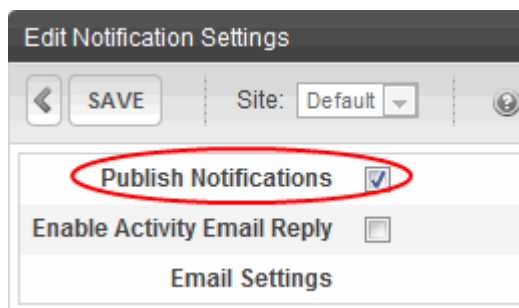 Edit Notification Settings
SAVE Site: Default
Publish Notifications
Enable Activity Email Reply
Email Settings